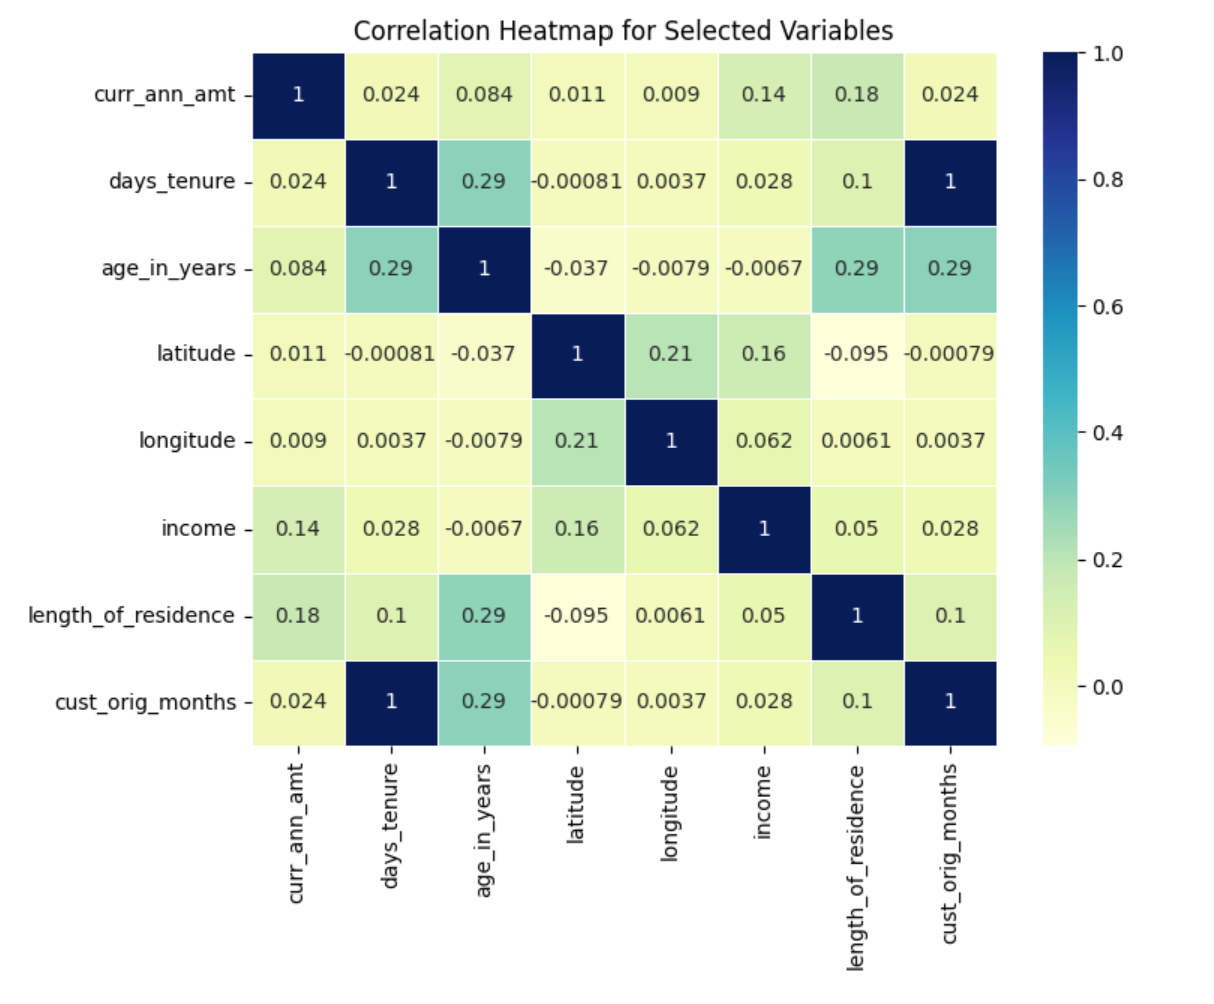 Correlation Heatmap for Selected Variables
curr_ann_amt 1 0.024 0.084 0.011 0.009 0.14 0.18 0.024
days_tenure 0.024 1 0.29 -0.00081 0.0037 0.028 0.1 1
age_in_years 0.084 0.29 1 -0.037 -0.0079 -0.0067 0.29 0.29
latitude 0.011 -0.00081 -0.037 1 0.21 0.16 -0.095 -0.00079
longitude 0.009 0.0037 -0.0079 0.21 1 0.062 0.0061 0.0037
income 0.14 0.028 -0.0067 0.16 0.062 1 0.05 0.028
length_of_residence 0.18 0.1 0.29 -0.095 0.0061 0.05 1 0.1
cust_orig_months 0.024 1 0.29 -0.00079 0.0037 0.028 0.1 1
curr_ann_amt days_tenure age_in_years latitude longitude income length_of_residence cust_orig_months
1.0
0.8
0.6
0.4
0.2
0.0